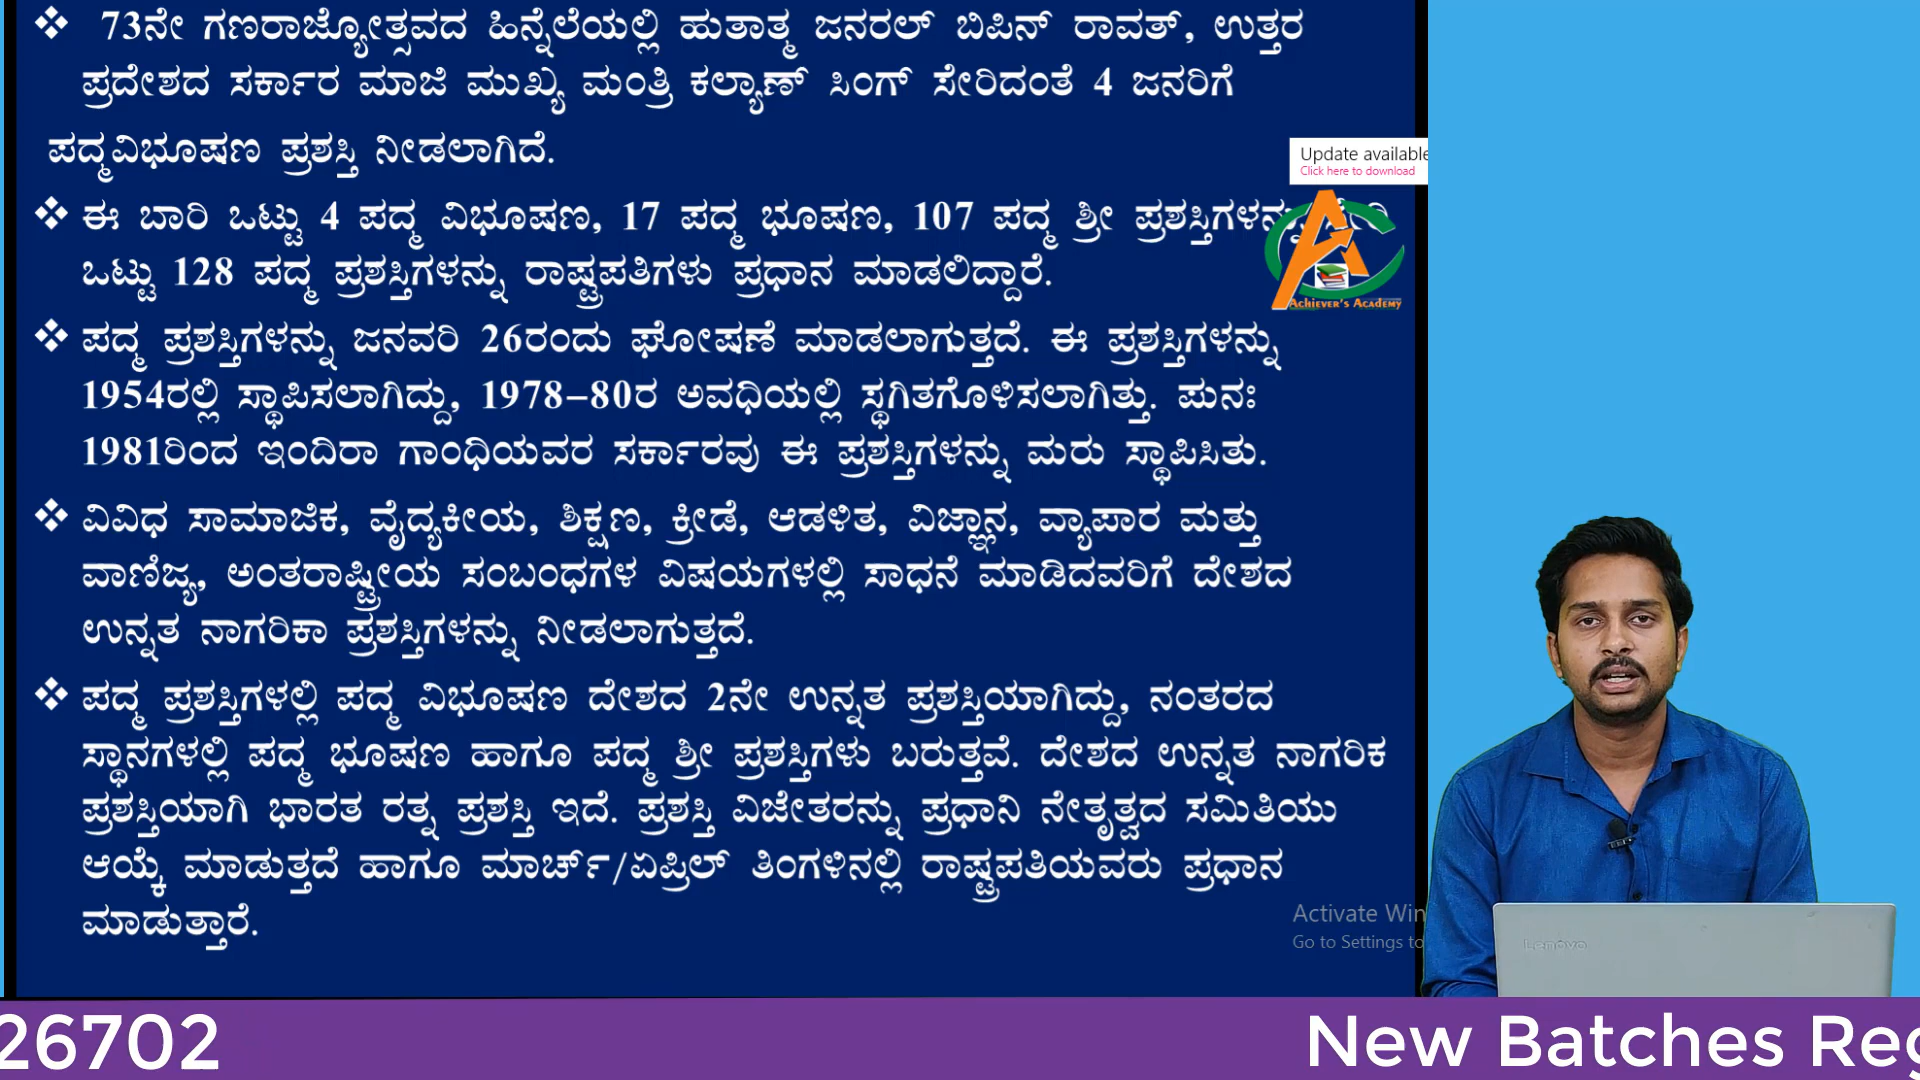 ❖ 73ನೇ ಗಣರಾಜ್ಯೋತ್ಸವದ ಹಿನ್ನೆಲೆಯಲ್ಲಿ ಹುತಾತ್ಮ ಜನರಲ್ ಬಿಪಿನ್ ರಾವತ್, ಉತ್ತರ
ಪ್ರದೇಶದ ಸರ್ಕಾರ ಮಾಜಿ ಮುಖ್ಯ ಮಂತ್ರಿ ಕಲ್ಯಾಣ್ ಸಿಂಗ್ ಸೇರಿದಂತೆ 4 ಜನರಿಗೆ
ಪದ್ಮವಿಭೂಷಣ ಪ್ರಶಸ್ತಿ ನೀಡಲಾಗಿದೆ.
Update available
Click here to download
❖ ಈ ಬಾರಿ ಒಟ್ಟು 4 ಪದ್ಮ ವಿಭೂಷಣ, 17 ಪದ್ಮ ಭೂಷಣ, 107 ಪದ್ಮ ಶ್ರೀ ಪ್ರಶಸ್ತಿಗಳನ್ನು
ಒಟ್ಟು 128 ಪದ್ಮ ಪ್ರಶಸ್ತಿಗಳನ್ನು ರಾಷ್ಟ್ರಪತಿಗಳು ಪ್ರಧಾನ ಮಾಡಲಿದ್ದಾರೆ.
Achiever's Academy
❖ ಪದ್ಮ ಪ್ರಶಸ್ತಿಗಳನ್ನು ಜನವರಿ 26ರಂದು ಘೋಷಣೆ ಮಾಡಲಾಗುತ್ತದೆ. ಈ ಪ್ರಶಸ್ತಿಗಳನ್ನು
1954ರಲ್ಲಿ ಸ್ಥಾಪಿಸಲಾಗಿದ್ದು, 1978–80ರ ಅವಧಿಯಲ್ಲಿ ಸ್ಥಗಿತಗೊಳಿಸಲಾಗಿತ್ತು. ಪುನಃ
1981ರಿಂದ ಇಂದಿರಾ ಗಾಂಧಿಯವರ ಸರ್ಕಾರವು ಈ ಪ್ರಶಸ್ತಿಗಳನ್ನು ಮರು ಸ್ಥಾಪಿಸಿತು.
❖ ವಿವಿಧ ಸಾಮಾಜಿಕ, ವೈದ್ಯಕೀಯ, ಶಿಕ್ಷಣ, ಕ್ರೀಡೆ, ಆಡಳಿತ, ವಿಜ್ಞಾನ, ವ್ಯಾಪಾರ ಮತ್ತು
ವಾಣಿಜ್ಯ, ಅಂತರಾಷ್ಟ್ರೀಯ ಸಂಬಂಧಗಳ ವಿಷಯಗಳಲ್ಲಿ ಸಾಧನೆ ಮಾಡಿದವರಿಗೆ ದೇಶದ
ಉನ್ನತ ನಾಗರಿಕಾ ಪ್ರಶಸ್ತಿಗಳನ್ನು ನೀಡಲಾಗುತ್ತದೆ.
❖ ಪದ್ಮ ಪ್ರಶಸ್ತಿಗಳಲ್ಲಿ ಪದ್ಮ ವಿಭೂಷಣ ದೇಶದ 2ನೇ ಉನ್ನತ ಪ್ರಶಸ್ತಿಯಾಗಿದ್ದು, ನಂತರದ
ಸ್ಥಾನಗಳಲ್ಲಿ ಪದ್ಮ ಭೂಷಣ ಹಾಗೂ ಪದ್ಮ ಶ್ರೀ ಪ್ರಶಸ್ತಿಗಳು ಬರುತ್ತವೆ. ದೇಶದ ಉನ್ನತ ನಾಗರಿಕ
ಪ್ರಶಸ್ತಿಯಾಗಿ ಭಾರತ ರತ್ನ ಪ್ರಶಸ್ತಿ ಇದೆ. ಪ್ರಶಸ್ತಿ ವಿಜೇತರನ್ನು ಪ್ರಧಾನಿ ನೇತೃತ್ವದ ಸಮಿತಿಯು
ಆಯ್ಕೆ ಮಾಡುತ್ತದೆ ಹಾಗೂ ಮಾರ್ಚ್/ಏಪ್ರಿಲ್ ತಿಂಗಳಿನಲ್ಲಿ ರಾಷ್ಟ್ರಪತಿಯವರು ಪ್ರಧಾನ
ಮಾಡುತ್ತಾರೆ.
Activate Win
Go to Settings to
Lenovo
26702
New Batches Reg